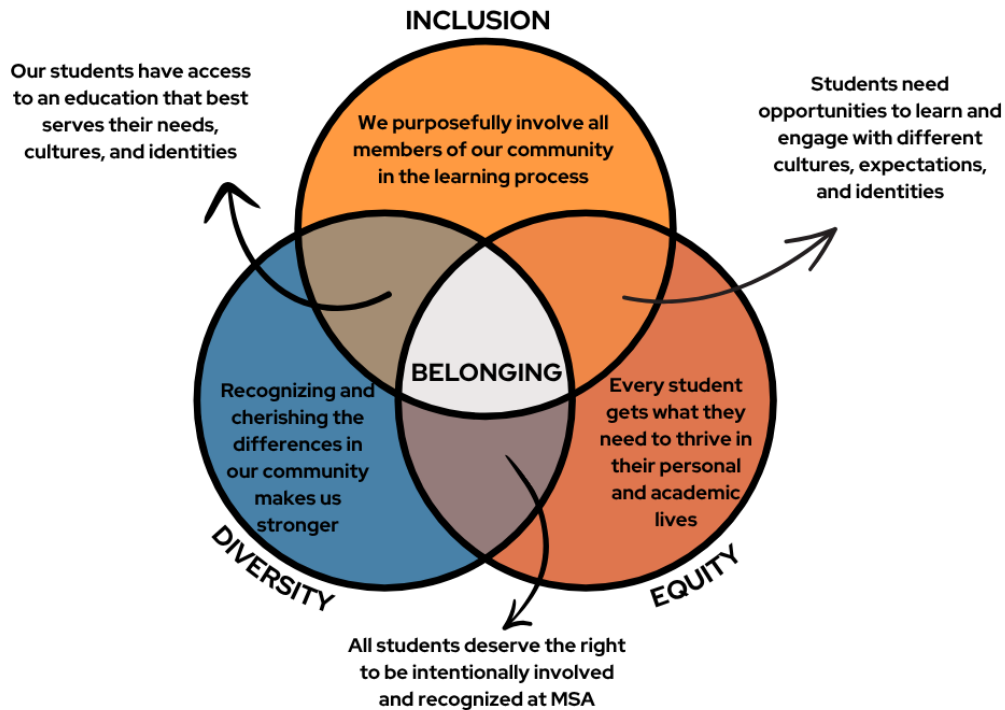 INCLUSION
Our students have access
to an education that best
serves their needs,
cultures, and identities
We purposefully involve all
members of our community
in the learning process
Students need
opportunities to learn and
engage with different
cultures, expectations,
and identities
BELONGING
Recognizing and
cherishing the
differences in
our community
makes us
stronger
DIVERSITY
Every student
gets what they
need to thrive in
their personal
and academic
lives
EQUITY
All students deserve the right
to be intentionally involved
and recognized at MSA